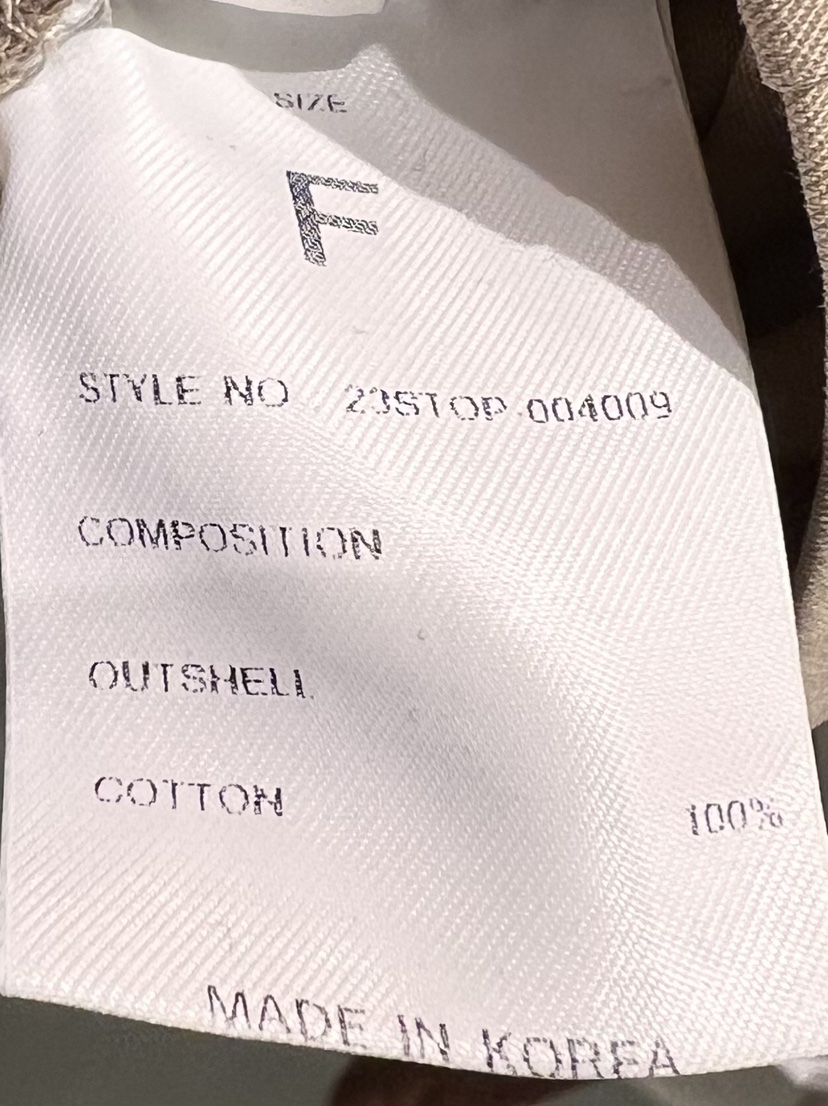 SIZE
F
STYLE NO 23STOP-004009
COMPOSITION
OUTSHELL
COTTON 100%
MADE IN KOREA